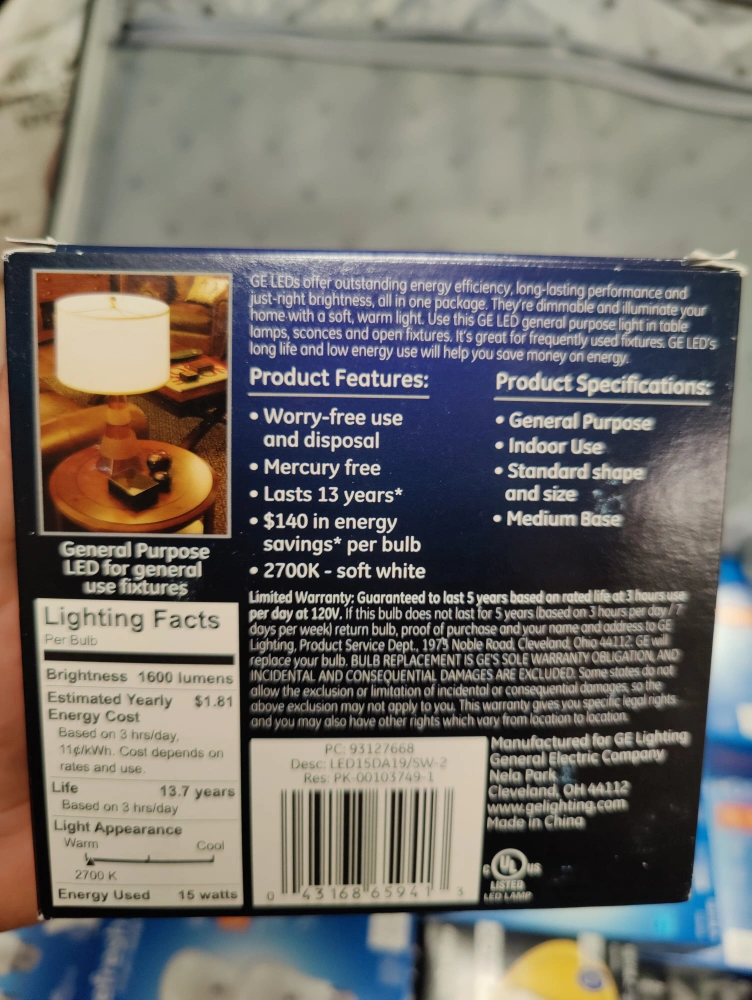 GE LEDs offer outstanding energy efficiency, long-lasting performance and
just-right brightness, all in one package. They're dimmable and illuminate your
home with a soft, warm light. Use this GE LED general purpose light in table
lamps, sconces and open fixtures. It's great for frequently used fixtures. GE LED's
long life and low energy use will help you save money on energy.
Product Features:
• Worry-free use
and disposal
• Mercury free
• Lasts 13 years*
• $140 in energy
savings* per bulb
• 2700K - soft white
Product Specifications:
• General Purpose
• Indoor Use
• Standard shape
and size
• Medium Base
General Purpose
LED for general
use fixtures
Lighting Facts
Per Bulb
Brightness 1600 lumens
Estimated Yearly $1.81
Energy Cost
Based on 3 hrs/day,
11¢/kWh. Cost depends on
rates and use.
Life 13.7 years
Based on 3 hrs/day
Light Appearance
Warm Cool
2700 K
Energy Used 15 watts
Limited Warranty: Guaranteed to last 5 years based on rated life at 3 hours use
per day at 120V. If this bulb does not last for 5 years (based on 3 hours per day / 7
days per week) return bulb, proof of purchase and your name and address to GE
Lighting, Product Service Dept., 1975 Noble Road, Cleveland, Ohio 44112. GE will
replace your bulb. BULB REPLACEMENT IS GE'S SOLE WARRANTY OBLIGATION, AND
INCIDENTAL AND CONSEQUENTIAL DAMAGES ARE EXCLUDED. Some states do not
allow the exclusion or limitation of incidental or consequential damages, so the
above exclusion may not apply to you. This warranty gives you specific legal rights
and you may also have other rights which vary from location to location.
PC: 93127668
Desc: LED15DA19/SW-2
Res: PK-00103749-1
0 43168 65941 3
Manufactured for GE Lighting
General Electric Company
Nela Park
Cleveland, OH 44112
www.gelighting.com
Made in China
C UL US
LISTED
LED LAMP